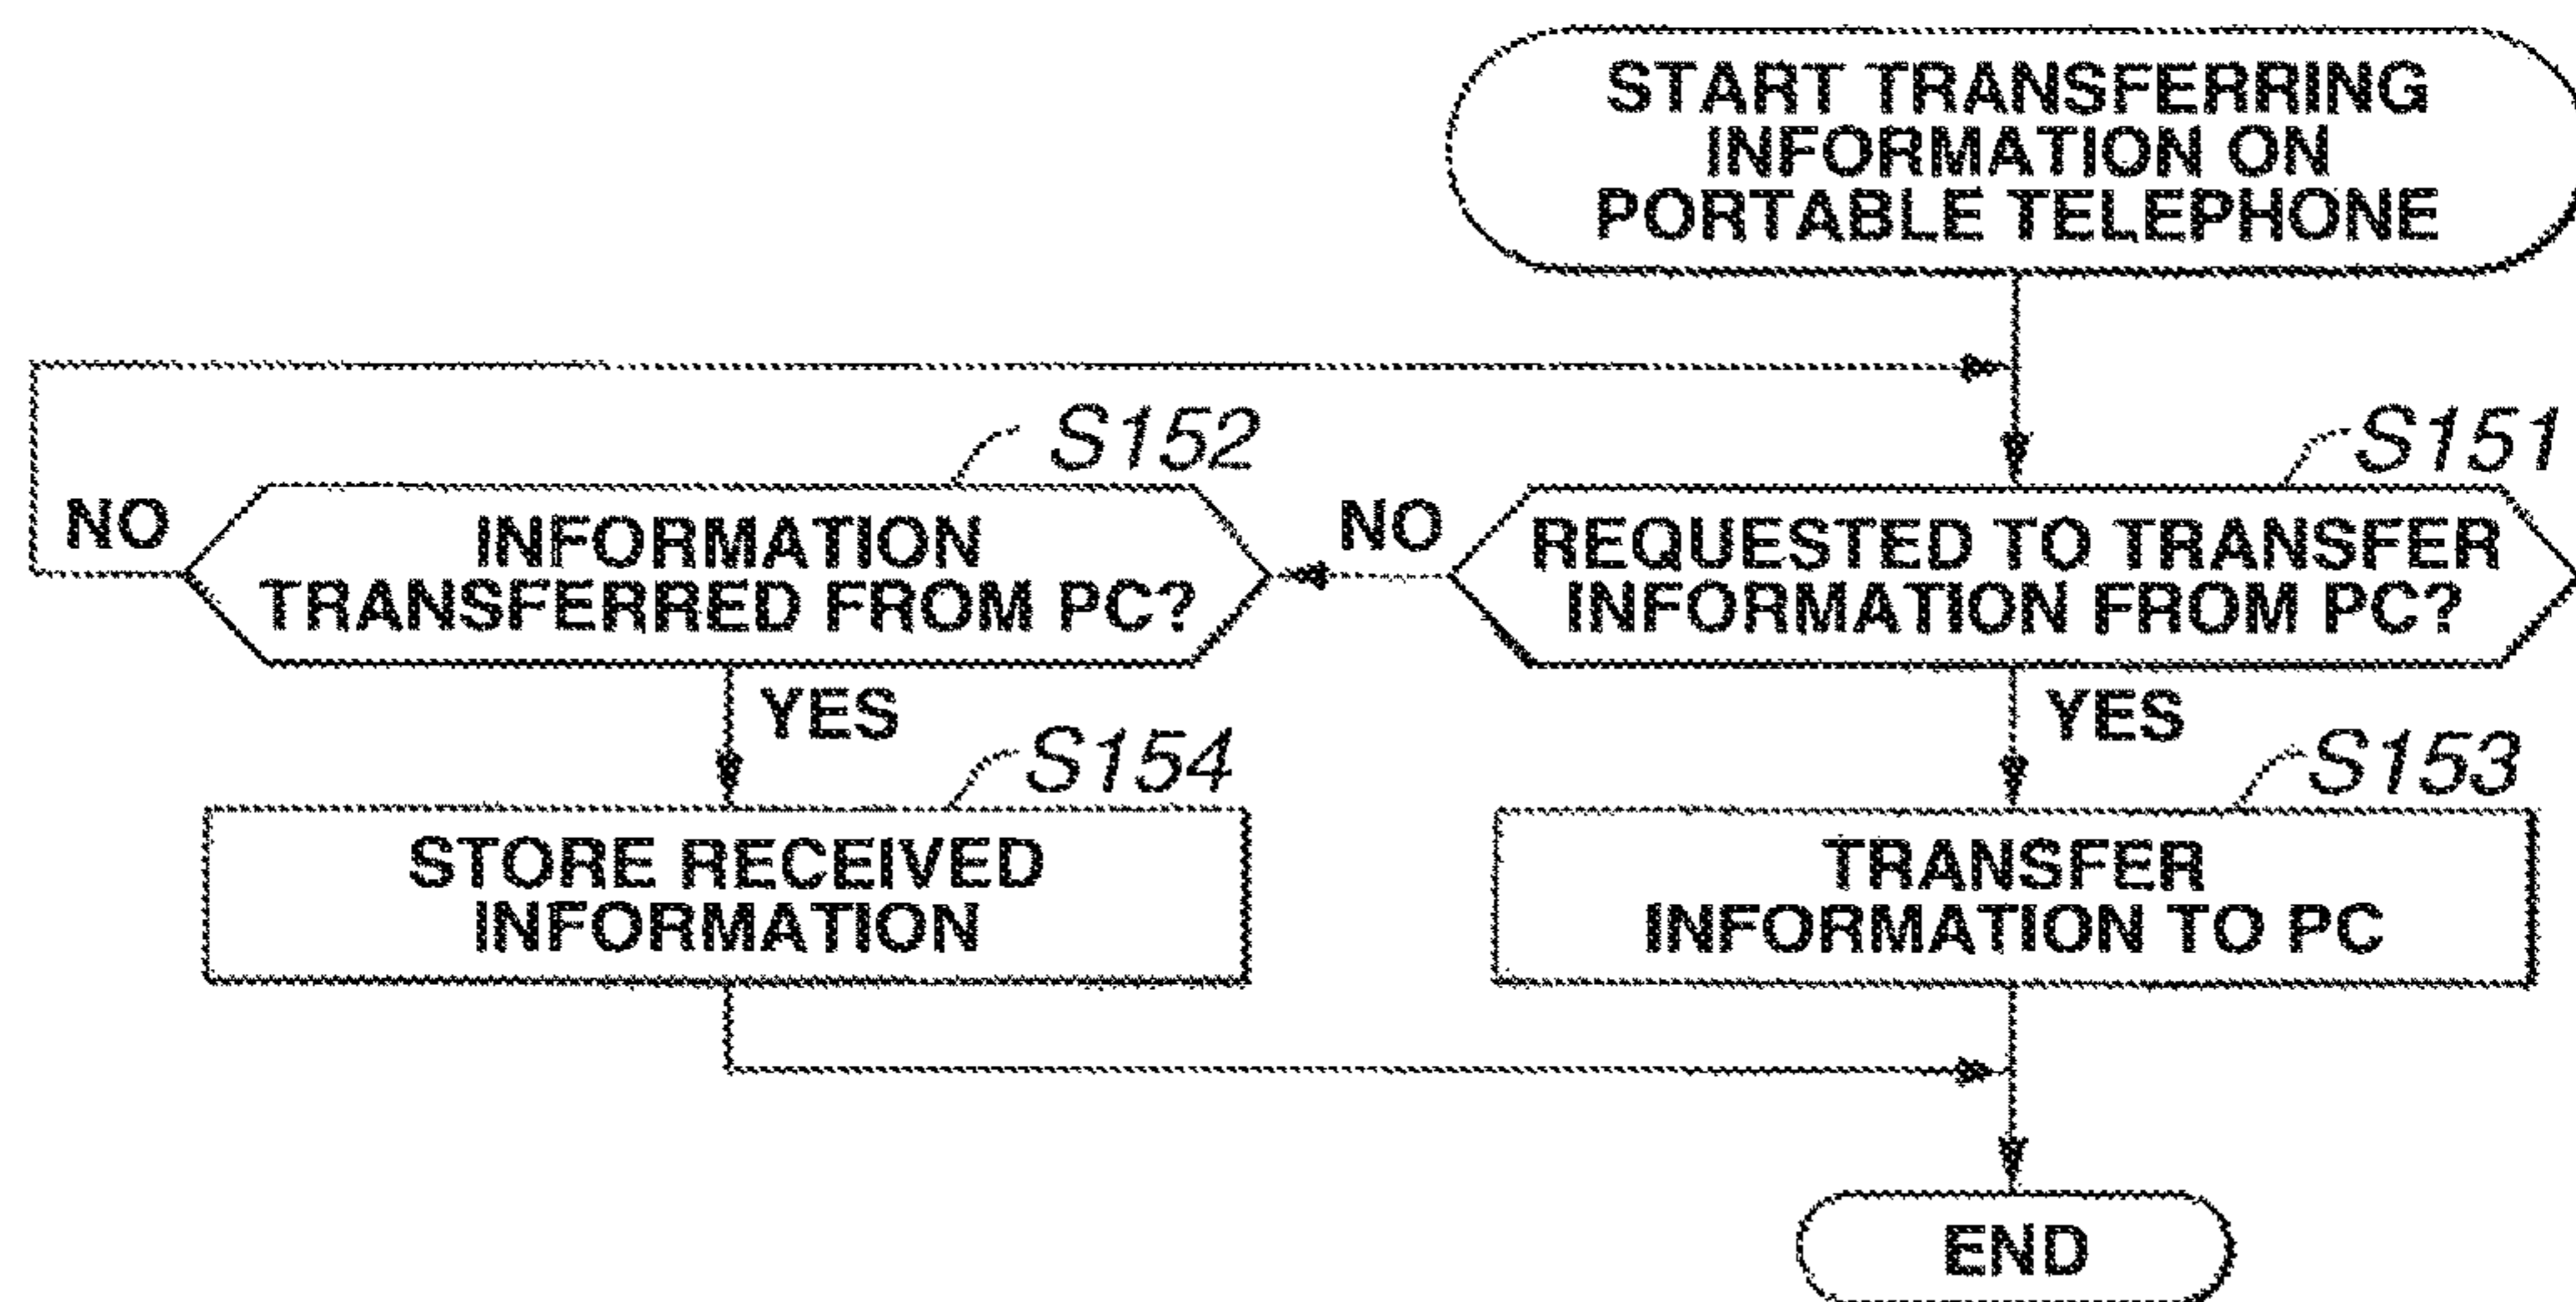 START TRANSFERRING
INFORMATION ON
PORTABLE TELEPHONE
S152
S151
NO
INFORMATION
TRANSFERRED FROM PC?
NO
REQUESTED TO TRANSFER
INFORMATION FROM PC?
YES
YES
S154
S153
STORE RECEIVED
INFORMATION
TRANSFER
INFORMATION TO PC
END